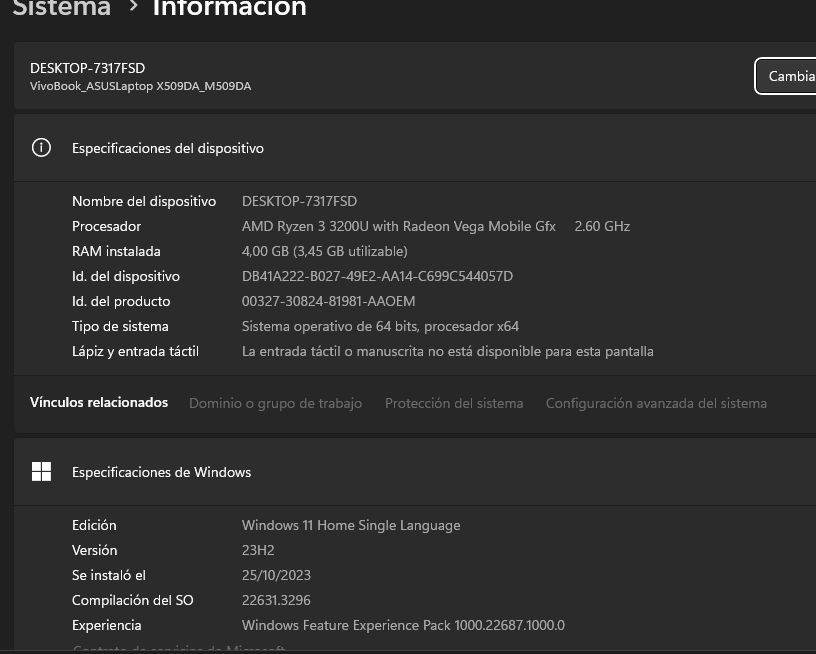 Sistema > Información
DESKTOP-7317FSD
VivoBook_ASUSLaptop X509DA_M509DA
Cambia
Especificaciones del dispositivo
Nombre del dispositivo DESKTOP-7317FSD
Procesador AMD Ryzen 3 3200U with Radeon Vega Mobile Gfx 2.60 GHz
RAM instalada 4,00 GB (3,45 GB utilizable)
Id. del dispositivo DB41A222-B027-49E2-AA14-C699C544057D
Id. del producto 00327-30824-81981-AAOEM
Tipo de sistema Sistema operativo de 64 bits, procesador x64
Lápiz y entrada táctil La entrada táctil o manuscrita no está disponible para esta pantalla
Vínculos relacionados Dominio o grupo de trabajo Protección del sistema Configuración avanzada del sistema
Especificaciones de Windows
Edición Windows 11 Home Single Language
Versión 23H2
Se instaló el 25/10/2023
Compilación del SO 22631.3296
Experiencia Windows Feature Experience Pack 1000.22687.1000.0
Contrato de servicios de Microsoft